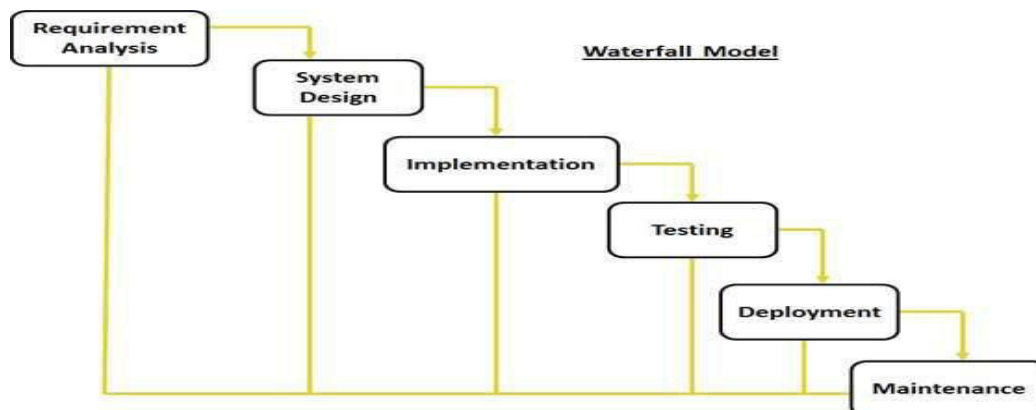 Requirement
Analysis
Waterfall Model
System
Design
Implementation
Testing
Deployment
Maintenance